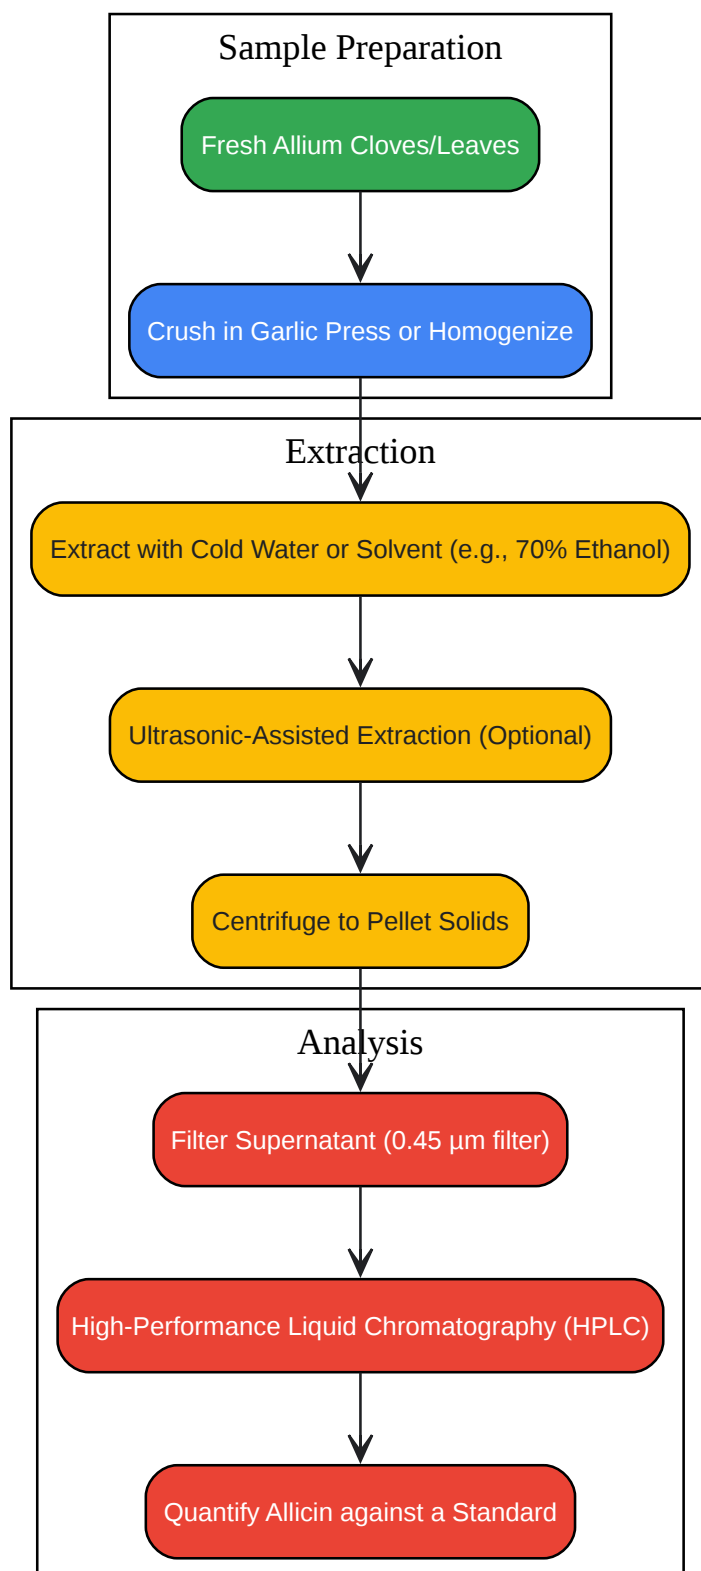 Sample Preparation
Fresh Allium Cloves/Leaves
Crush in Garlic Press or Homogenize
Extraction
Extract with Cold Water or Solvent (e.g., 70% Ethanol)
Ultrasonic-Assisted Extraction (Optional)
Centrifuge to Pellet Solids
Analysis
Filter Supernatant (0.45 µm filter)
High-Performance Liquid Chromatography (HPLC)
Quantify Allicin against a Standard